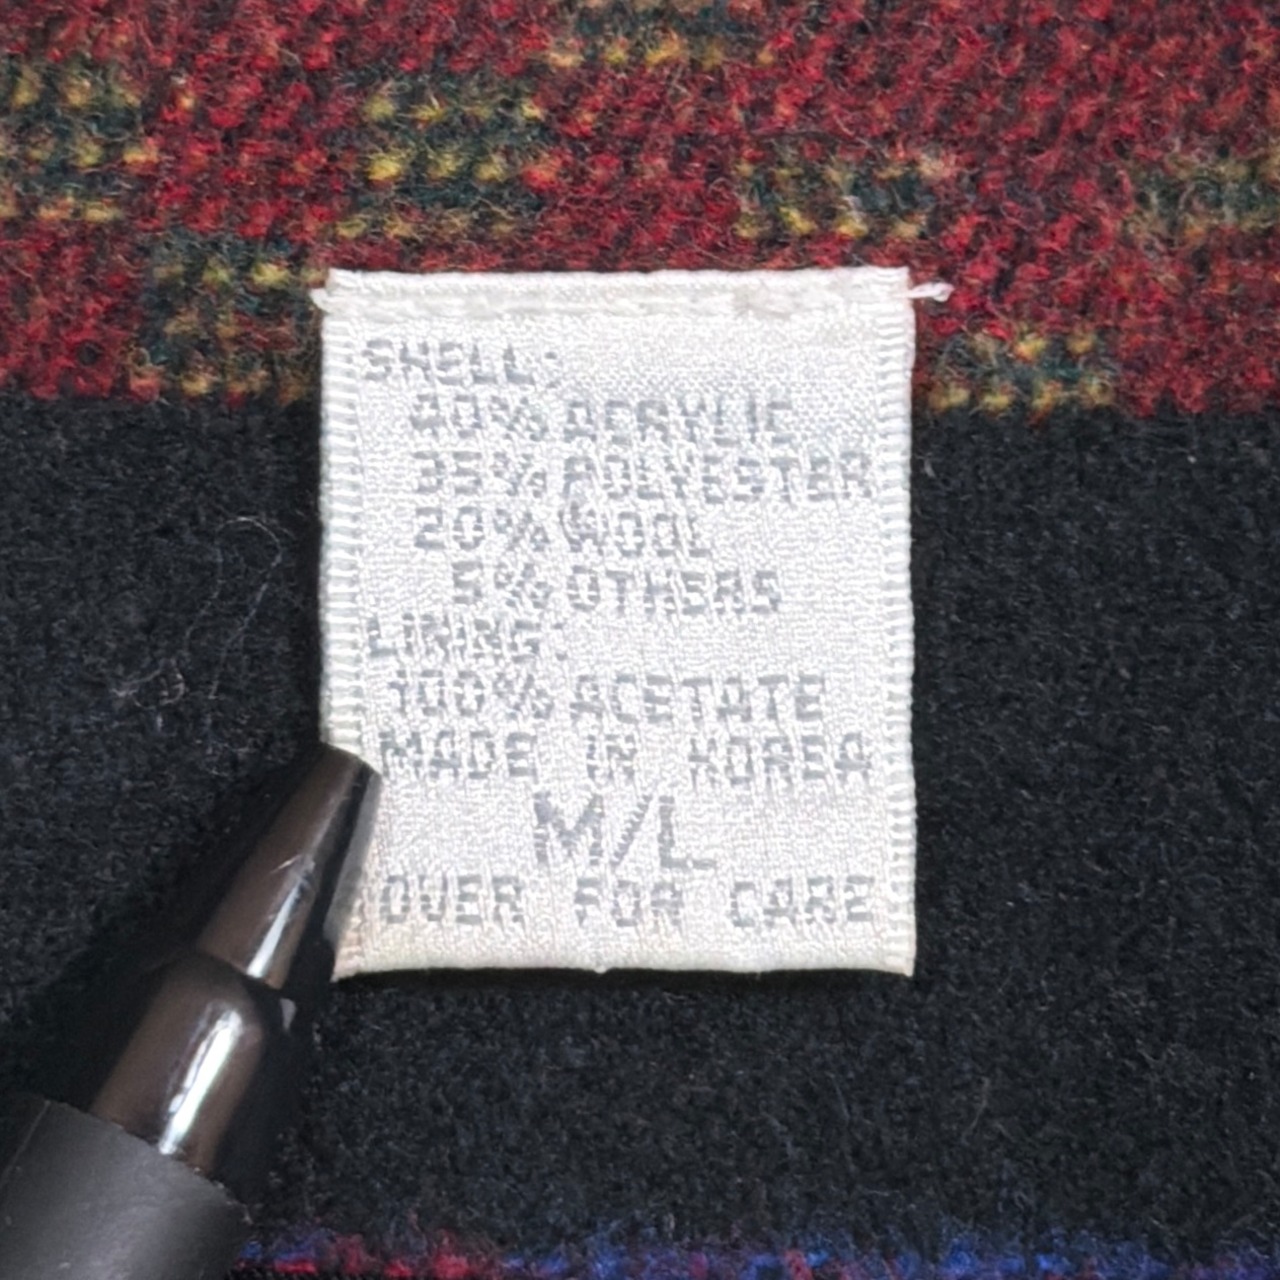 SHELL:
40% ACRYLIC
35% POLYESTER
20% WOOL
5% OTHERS
LINING:
100% ACETATE
MADE IN KOREA
M/L
OVER FOR CARE